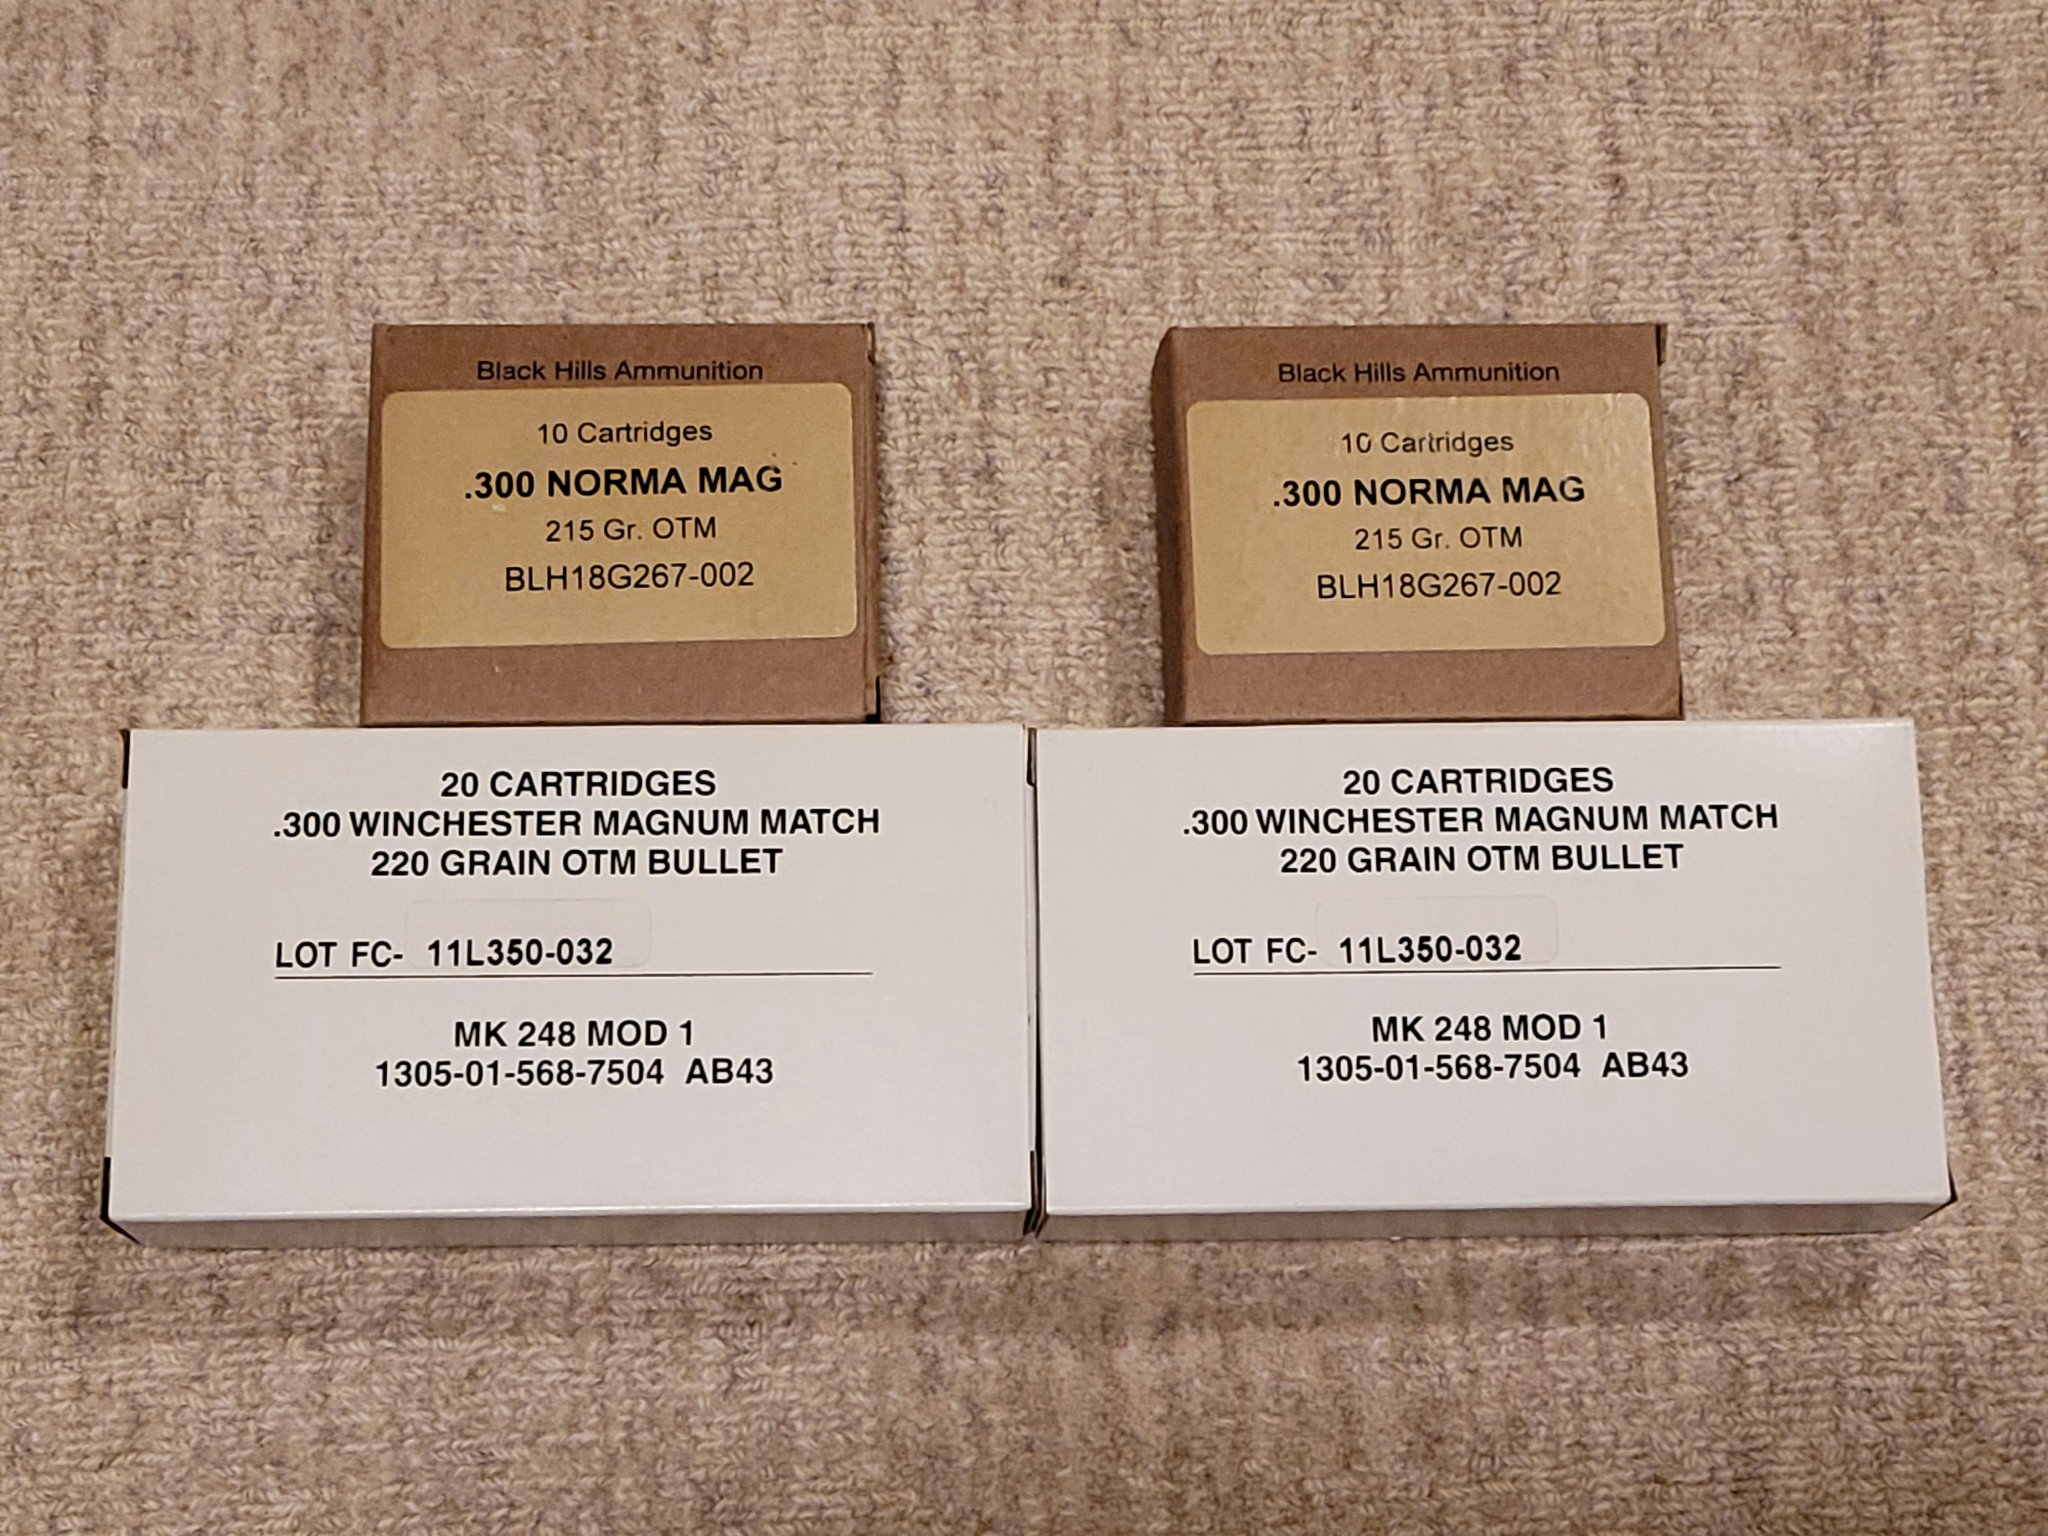 Black Hills Ammunition
10 Cartridges
.300 NORMA MAG
215 Gr. OTM
BLH18G267-002
Black Hills Ammunition
10 Cartridges
.300 NORMA MAG
215 Gr. OTM
BLH18G267-002
20 CARTRIDGES
.300 WINCHESTER MAGNUM MATCH
220 GRAIN OTM BULLET
LOT FC- 11L350-032
MK 248 MOD 1
1305-01-568-7504 AB43
20 CARTRIDGES
.300 WINCHESTER MAGNUM MATCH
220 GRAIN OTM BULLET
LOT FC- 11L350-032
MK 248 MOD 1
1305-01-568-7504 AB43